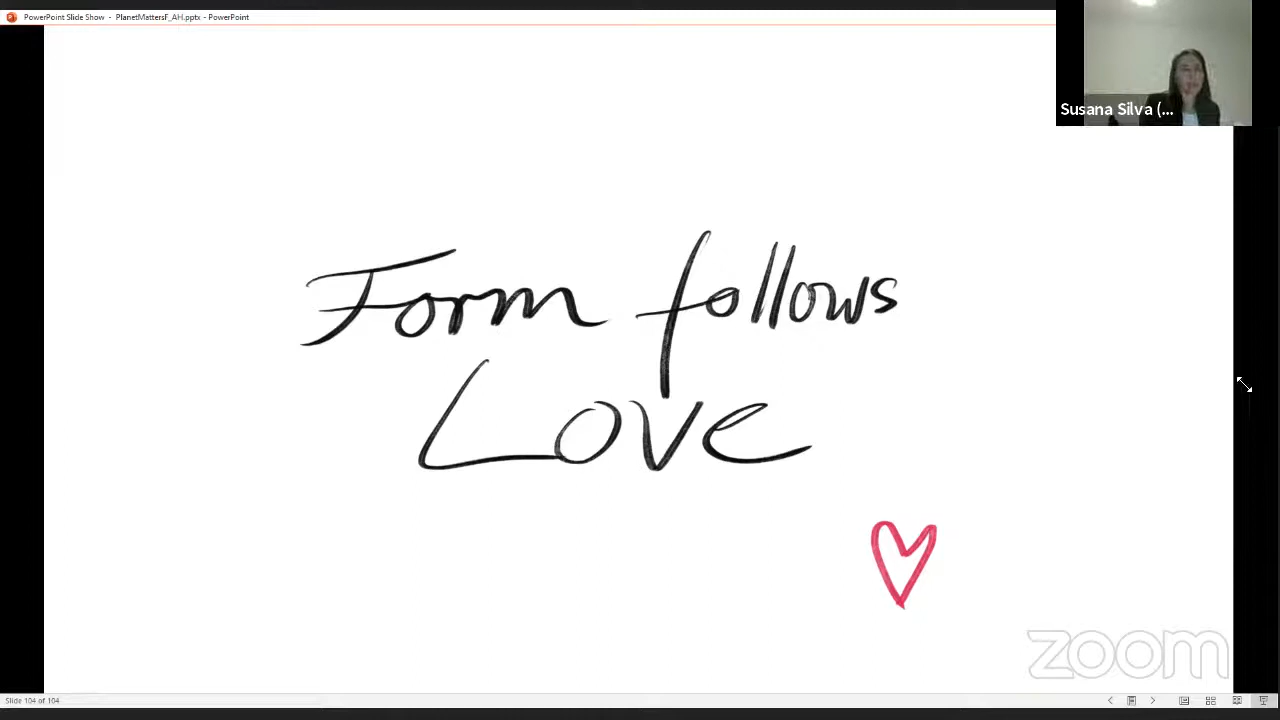 PowerPoint Slide Show - PlanetMattersF_AH.pptx - PowerPoint
Susana Silva (...
Form follows
Love
zoom
Slide 104 of 104